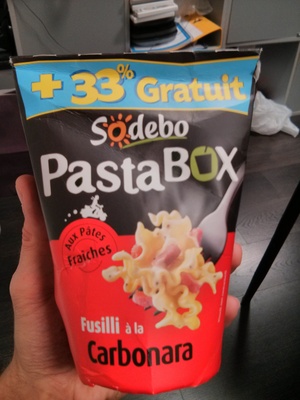 + 33% Gratuit
Sodebo
PastaBOX
Aux Pâtes
Fraîches
Fusilli à la
Carbonara